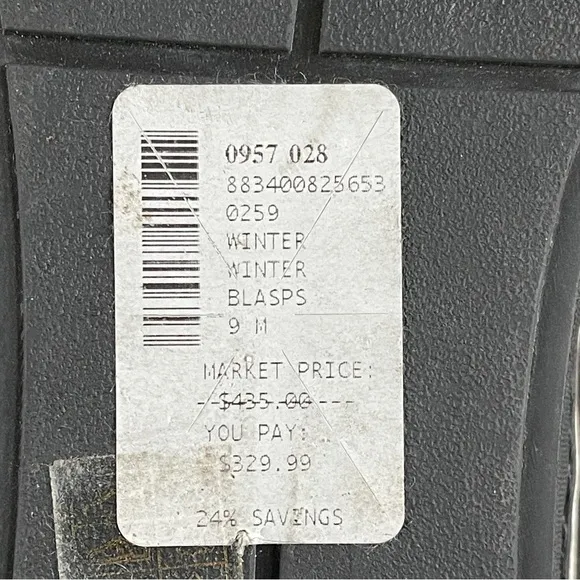 0957 028
883400825653
0259
WINTER
WINTER
BLASPS
9 M
MARKET PRICE:
--$435.00---
YOU PAY:
$329.99
24% SAVINGS